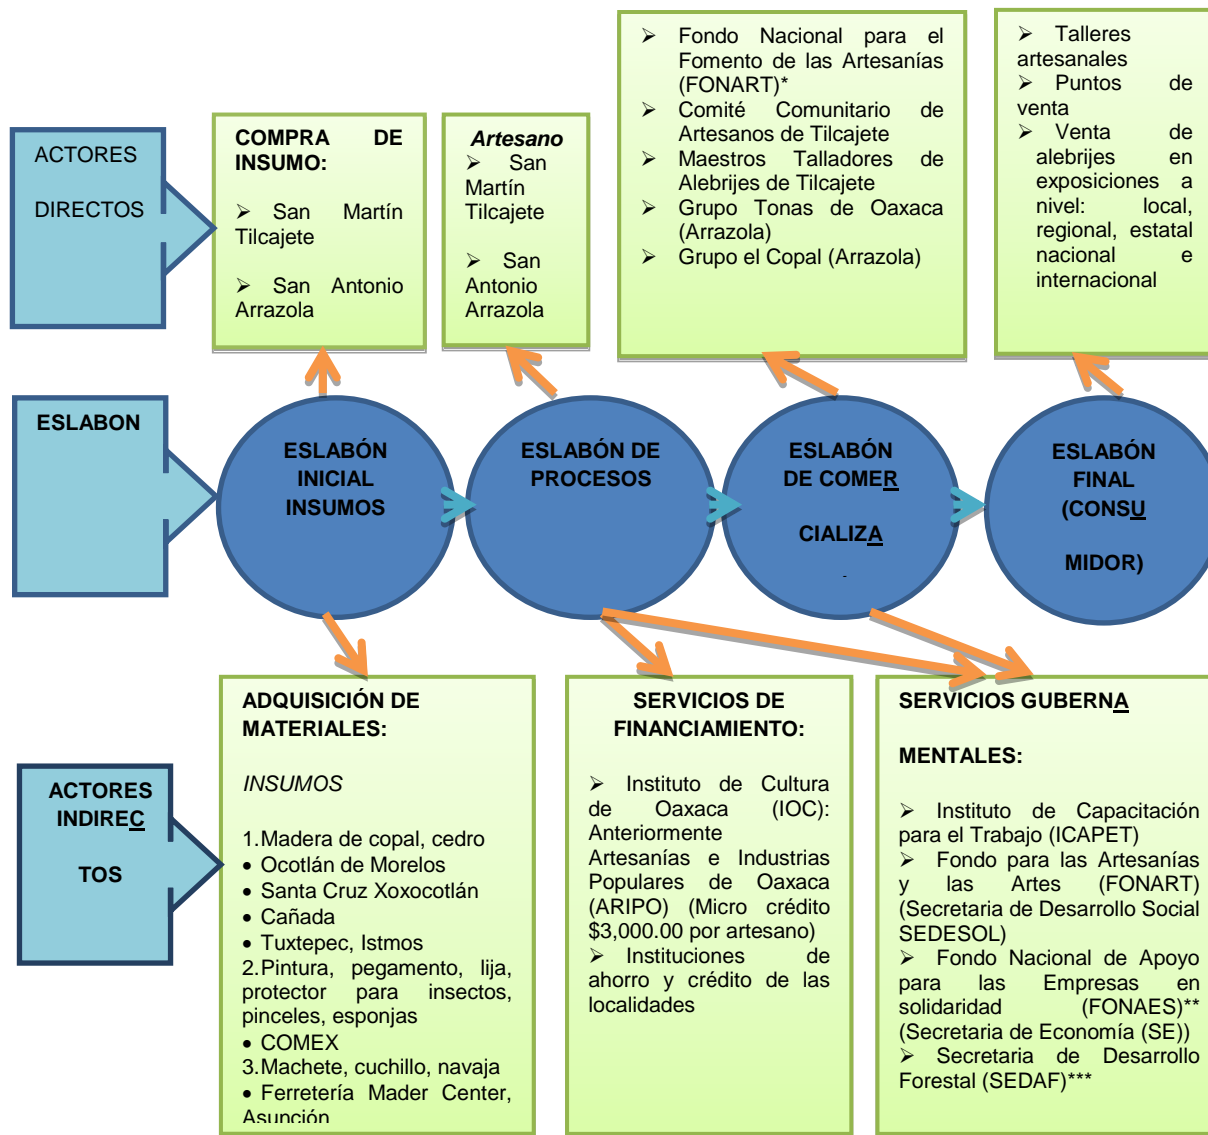 ACTORES
DIRECTOS
COMPRA DE
INSUMO:
➢ San Martín
Tilcajete
➢ San Antonio
Arrazola
Artesano
➢ San
Martín
Tilcajete
➢ San
Antonio
Arrazola
➢ Fondo Nacional para el
Fomento de las Artesanías
(FONART)*
➢ Comité Comunitario de
Artesanos de Tilcajete
➢ Maestros Talladores de
Alebrijes de Tilcajete
➢ Grupo Tonas de Oaxaca
(Arrazola)
➢ Grupo el Copal (Arrazola)
➢ Talleres
artesanales
➢ Puntos de
venta
➢ Venta de
alebrijes en
exposiciones a
nivel: local,
regional, estatal
nacional e
internacional
ESLABON
ESLABÓN
INICIAL
INSUMOS
ESLABÓN DE
PROCESOS
ESLABÓN
DE COMER
CIALIZA
-
ESLABÓN
FINAL
(CONSU
MIDOR)
ACTORES
INDIREC
TOS
ADQUISICIÓN DE
MATERIALES:
INSUMOS
1.Madera de copal, cedro
• Ocotlán de Morelos
• Santa Cruz Xoxocotlán
• Cañada
• Tuxtepec, Istmos
2.Pintura, pegamento, lija,
protector para insectos,
pinceles, esponjas
• COMEX
3.Machete, cuchillo, navaja
• Ferretería Mader Center,
Asunción
SERVICIOS DE
FINANCIAMIENTO:
➢ Instituto de Cultura
de Oaxaca (IOC):
Anteriormente
Artesanías e Industrias
Populares de Oaxaca
(ARIPO) (Micro crédito
$3,000.00 por artesano)
➢ Instituciones de
ahorro y crédito de las
localidades
SERVICIOS GUBERNA
MENTALES:
➢ Instituto de Capacitación
para el Trabajo (ICAPET)
➢ Fondo para las Artesanías
y las Artes (FONART)
(Secretaria de Desarrollo Social
SEDESOL)
➢ Fondo Nacional de Apoyo
para las Empresas en
solidaridad (FONAES)**
(Secretaria de Economía (SE))
➢ Secretaria de Desarrollo
Forestal (SEDAF)***